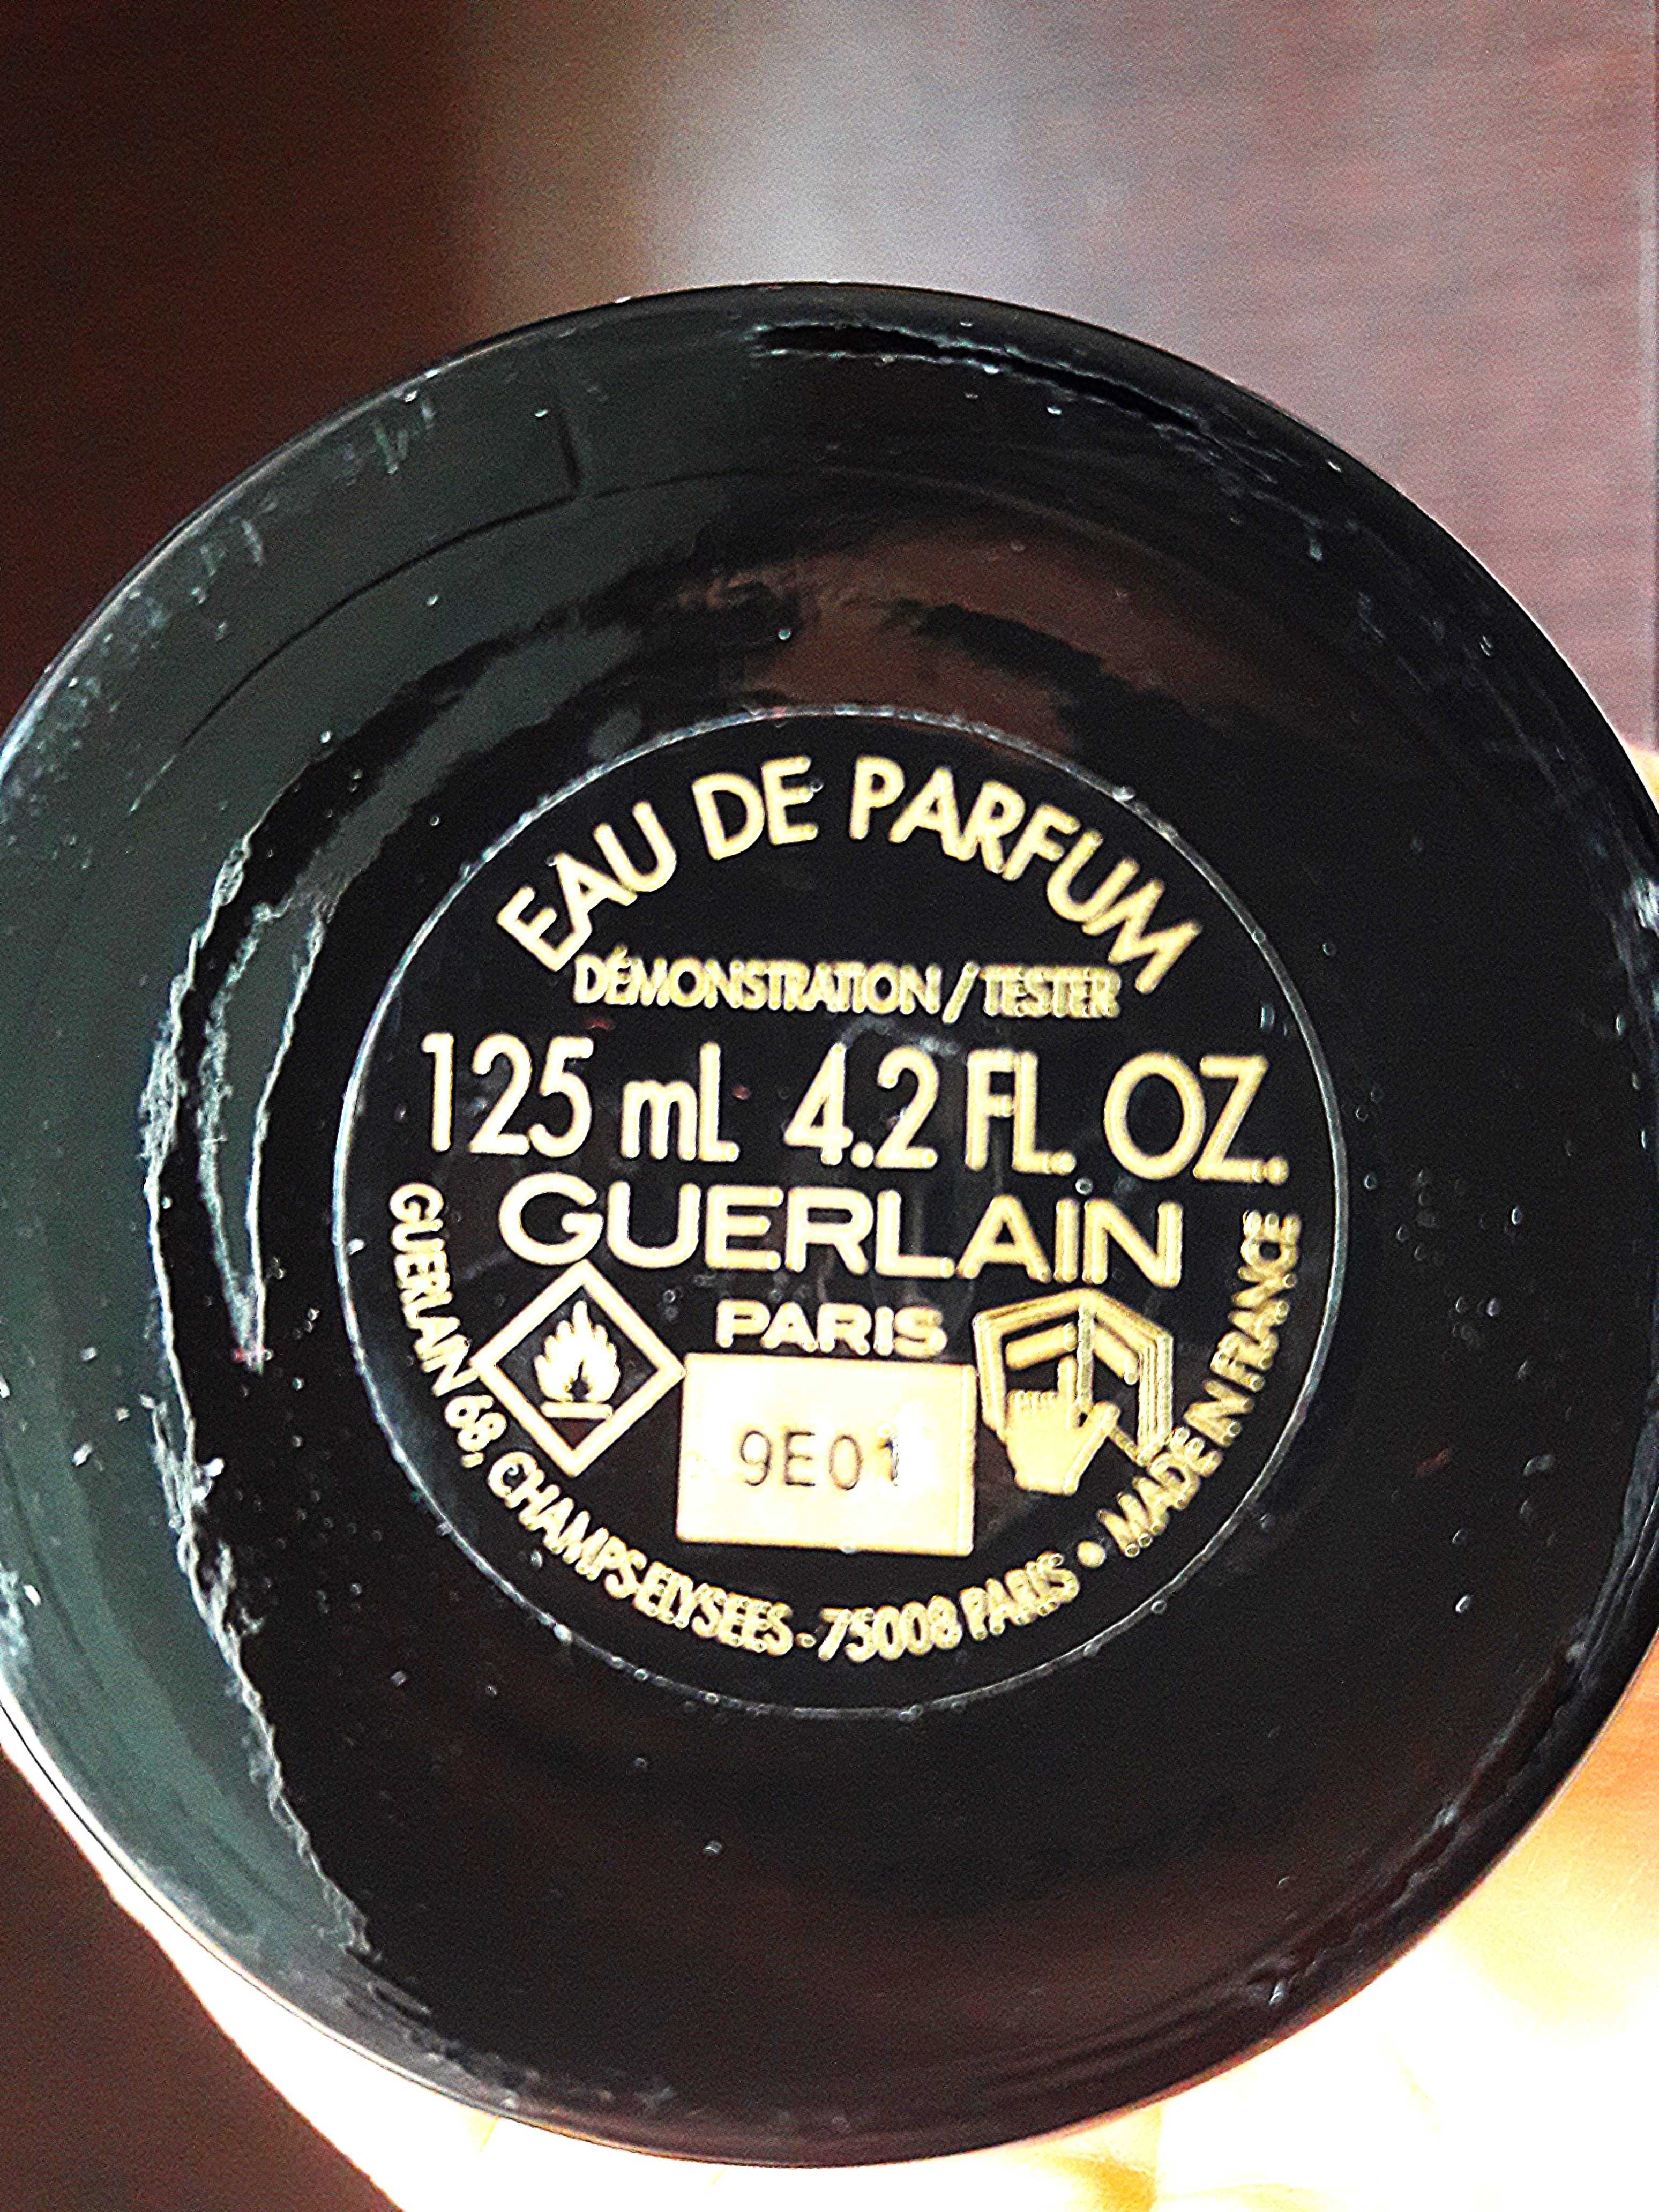 EAU DE PARFUM
DÉMONSTRATION / TESTER
125 mL 4.2 FL. OZ.
GUERLAIN
PARIS
9E01
GUERLAIN 68, CHAMPS ELYSEES - 75008 PARIS • MADE IN FRANCE